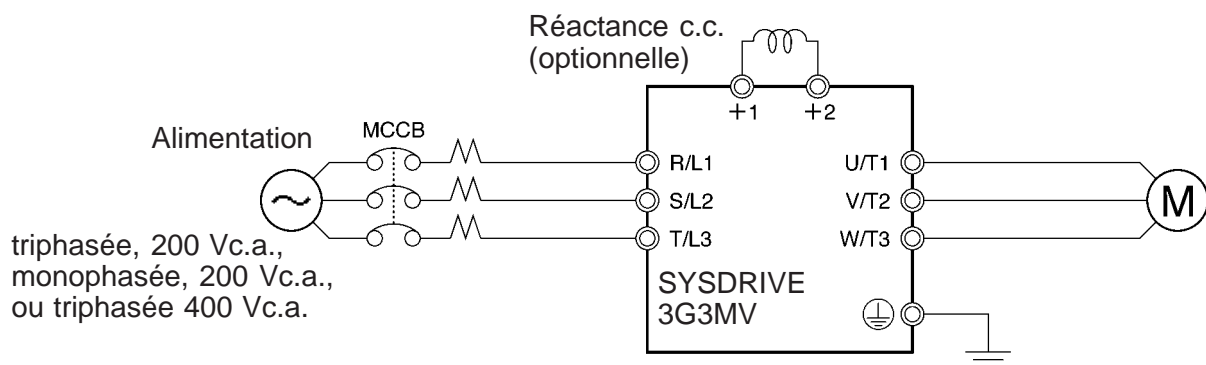 Réactance c.c.
(optionnelle)
+1
+2
Alimentation
MCCB
R/L1
U/T1
S/L2
V/T2
M
T/L3
W/T3
triphasée, 200 Vc.a.,
monophasée, 200 Vc.a.,
ou triphasée 400 Vc.a.
SYSDRIVE
3G3MV